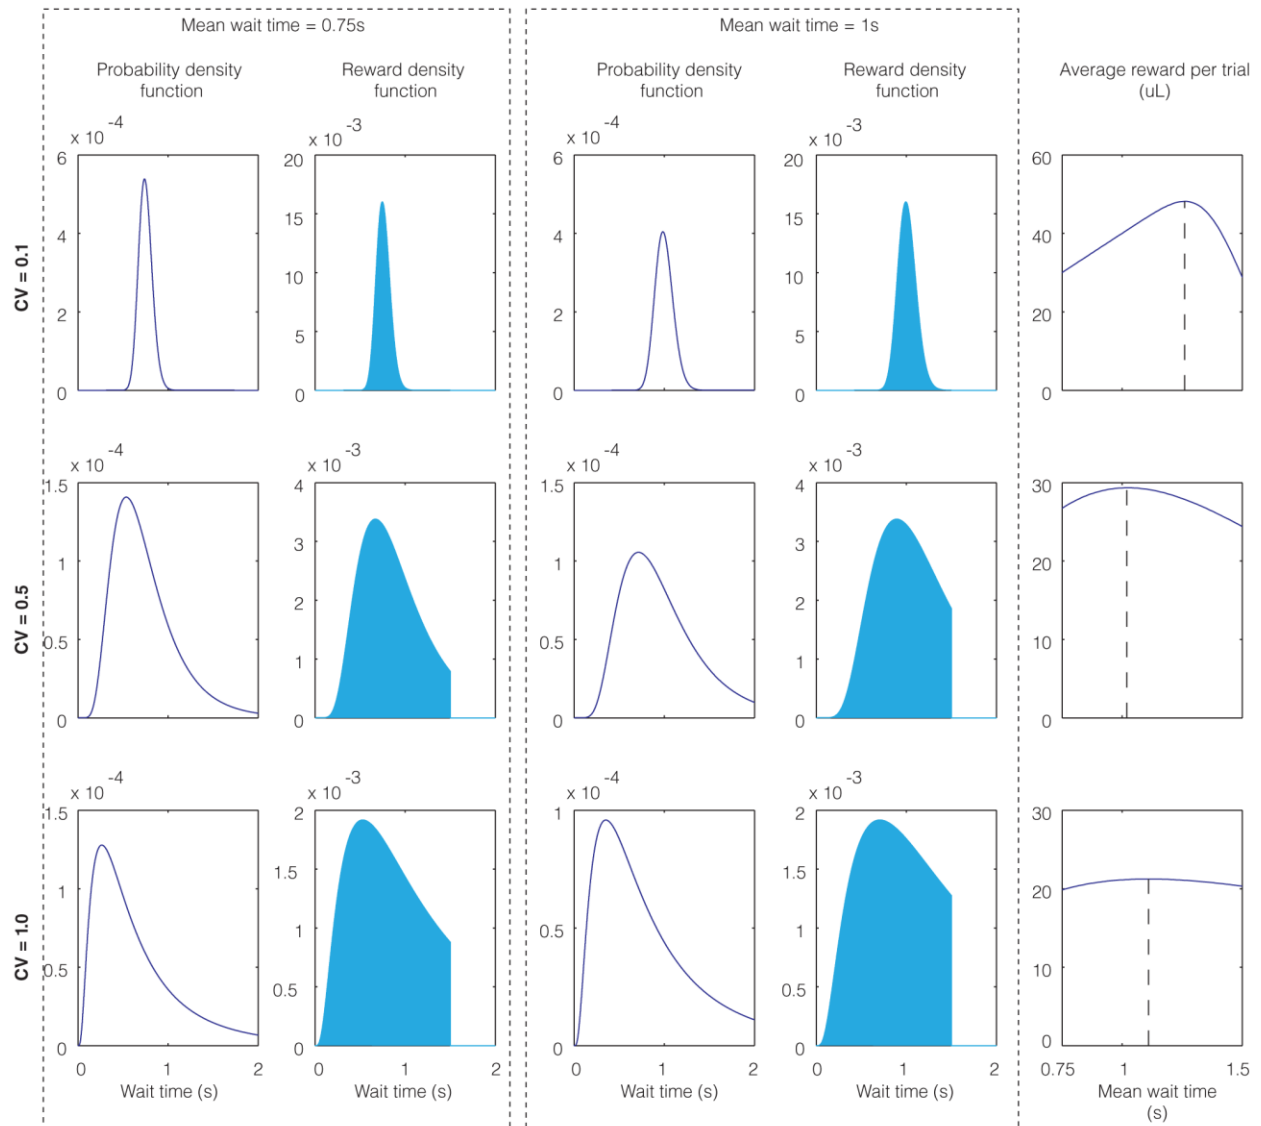 Mean wait time = 0.75s
Mean wait time = 1s
Probability density
function
Reward density
function
Probability density
function
Reward density
function
Average reward per trial
(uL)
CV = 0.1
x 10 -4
6
4
2
0
x 10 -3
20
15
10
5
0
x 10 -4
6
4
2
0
x 10 -3
20
15
10
5
0
60
40
20
0
CV = 0.5
x 10 -4
1.5
1
0.5
0
x 10 -3
4
3
2
1
0
x 10 -4
1.5
1
0.5
0
x 10 -3
4
3
2
1
0
30
20
10
0
CV = 1.0
x 10 -4
1.5
1
0.5
0
0 1 2
Wait time (s)
x 10 -3
2
1.5
1
0.5
0
0 1 2
Wait time (s)
x 10 -4
1
0.5
0
0 1 2
Wait time (s)
x 10 -3
2
1.5
1
0.5
0
0 1 2
Wait time (s)
30
20
10
0
0.75 1 1.5
Mean wait time
(s)